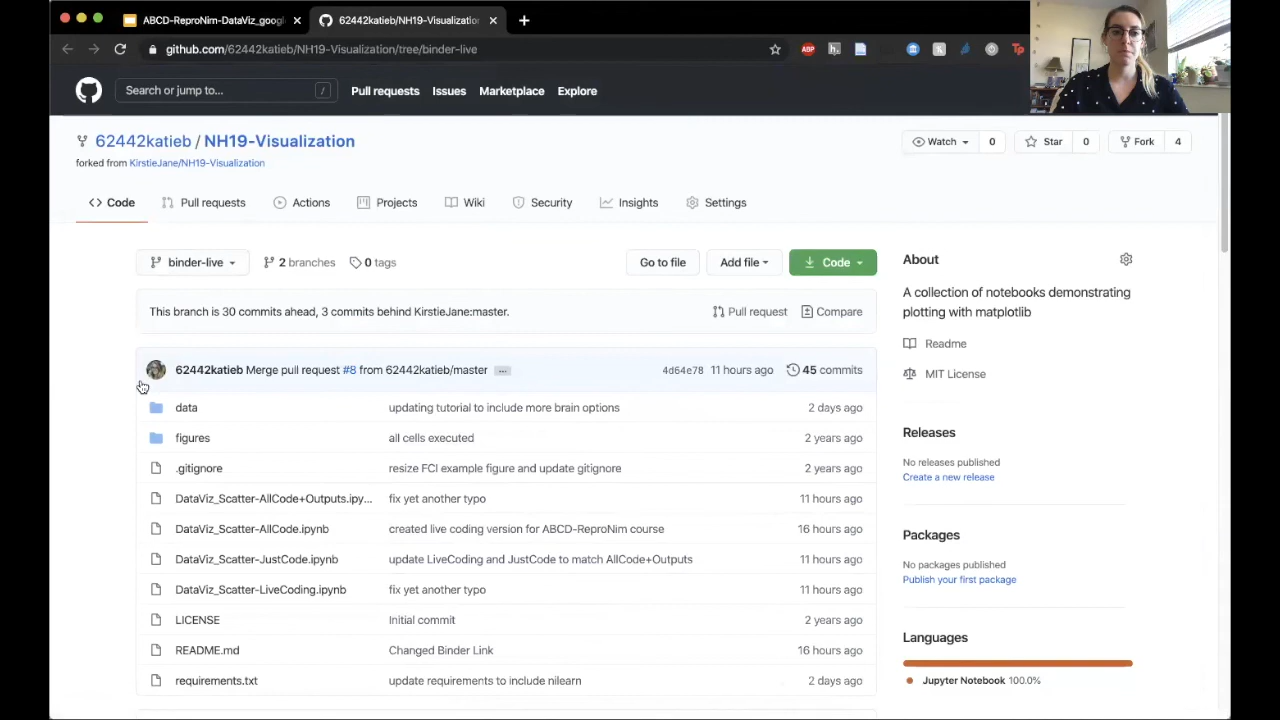 ABCD-ReproNim-DataViz_googl
62442katieb/NH19-Visualization
github.com/62442katieb/NH19-Visualization/tree/binder-live
ABP
h.
Tp
Search or jump to...
/
Pull requests
Issues
Marketplace
Explore
62442katieb / NH19-Visualization
forked from KirstieJane/NH19-Visualization
Watch
0
Star
0
Fork
4
Code
Pull requests
Actions
Projects
Wiki
Security
Insights
Settings
binder-live
2 branches
0 tags
Go to file
Add file
Code
This branch is 30 commits ahead, 3 commits behind KirstieJane:master.
Pull request
Compare
62442katieb Merge pull request #8 from 62442katieb/master ...
4d64e78 11 hours ago
45 commits
data
updating tutorial to include more brain options
2 days ago
figures
all cells executed
2 years ago
.gitignore
resize FCI example figure and update gitignore
2 years ago
DataViz_Scatter-AllCode+Outputs.ipy...
fix yet another typo
11 hours ago
DataViz_Scatter-AllCode.ipynb
created live coding version for ABCD-ReproNim course
16 hours ago
DataViz_Scatter-JustCode.ipynb
update LiveCoding and JustCode to match AllCode+Outputs
11 hours ago
DataViz_Scatter-LiveCoding.ipynb
fix yet another typo
11 hours ago
LICENSE
Initial commit
2 years ago
README.md
Changed Binder Link
16 hours ago
requirements.txt
update requirements to include nilearn
2 days ago
About
A collection of notebooks demonstrating
plotting with matplotlib
Readme
MIT License
Releases
No releases published
Create a new release
Packages
No packages published
Publish your first package
Languages
Jupyter Notebook 100.0%